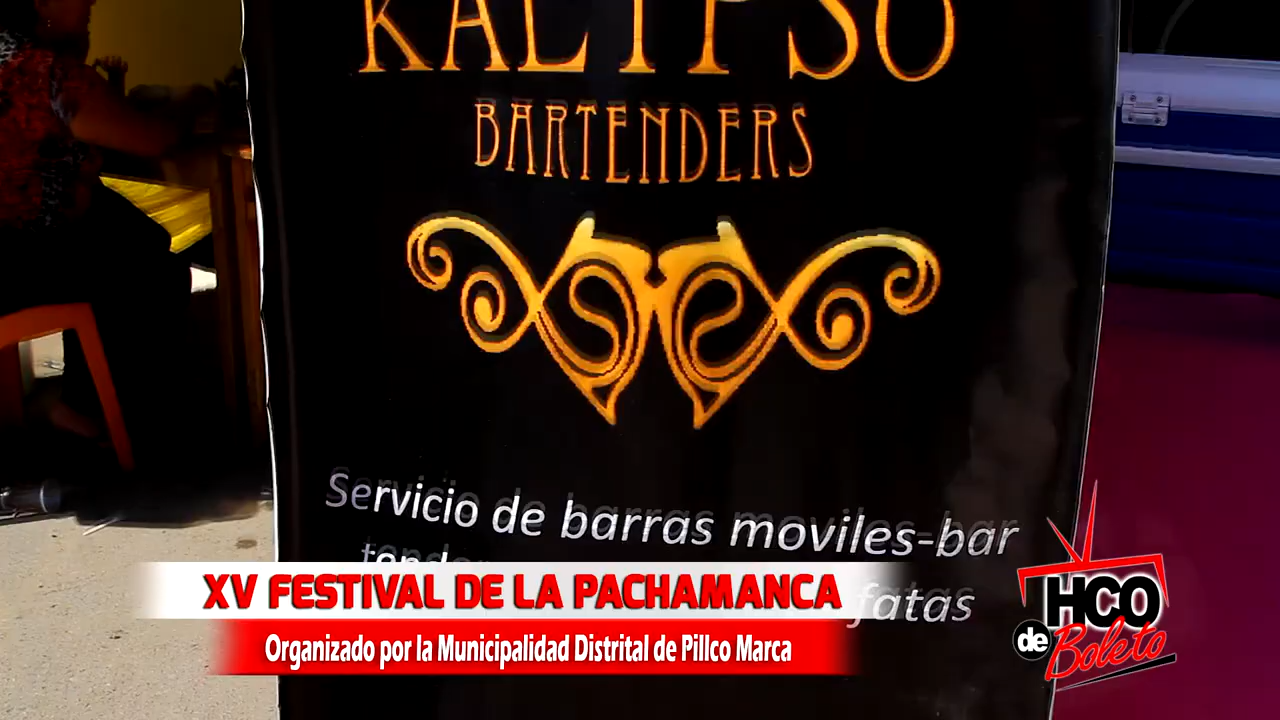 KALYPSO
BARTENDERS
Servicio de barras moviles-bar
fatas
XV FESTIVAL DE LA PACHAMANCA
Organizado por la Municipalidad Distrital de Pillco Marca
HCO
de Boleto